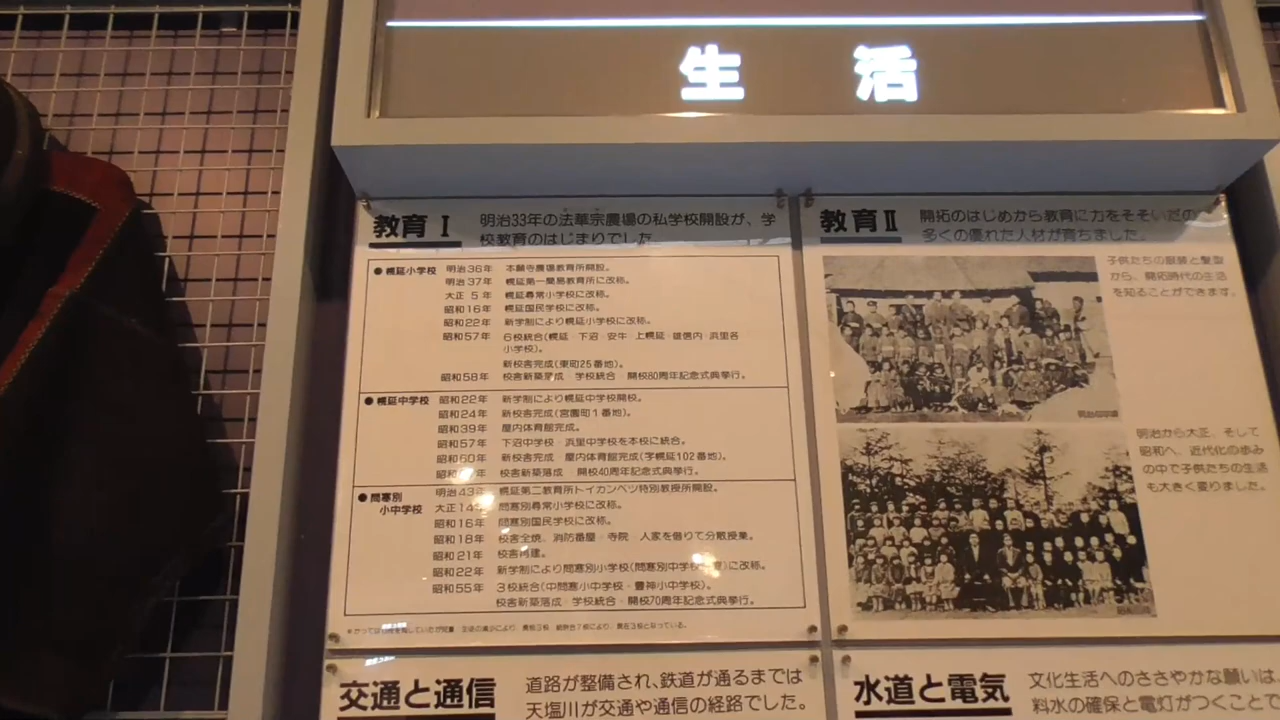 生 活
教育 Ⅰ
明治33年の法華宗農場の私学校開設が、学
校教育のはじまりでした
●幌延小学校
明治36年 本願寺農場教育所開設。
明治37年 幌延第一簡易教育所に改称。
大正 5年 幌延尋常小学校に改称。
昭和16年 幌延国民学校に改称。
昭和22年 新学制により幌延小学校に改称。
昭和57年 6校統合(幌延・下沼・安牛・上幌延・雄信内・浜里各
小学校)。
新校舎完成(東町25番地)。
昭和58年 校舎新築落成・学校統合・開校80周年記念式典挙行。
●幌延中学校
昭和22年 新学制により幌延中学校開校。
昭和24年 新校舎完成(宮園町1番地)。
昭和39年 屋内体育館完成。
昭和57年 下沼中学校・浜里中学校を本校に統合。
昭和60年 新校舎完成・屋内体育館完成(字幌延102番地)。
校舎新築落成・開校40周年記念式典挙行。
●問寒別
小中学校
明治43年 幌延第二教育所トイカンベツ特別教授所開設。
大正14年 問寒別尋常小学校に改称。
昭和16年 問寒別国民学校に改称。
昭和18年 校舎全焼、消防番屋・寺院・人家を借りて分散授業。
昭和21年 校舎再建。
昭和22年 新学制により問寒別小学校(問寒別中学校 )に改称。
昭和55年 3校統合(中問寒小中学校・豊神小中学校)。
校舎新築落成・学校統合・開校70周年記念式典挙行。
教育Ⅱ
開拓のはじめから教育に力をそそいだの
多くの優れた人材が育ちました。
子供たちの服装と髪型
から、開拓時代の生活
を知ることができます。
明治から大正、そして
昭和へ、近代化の歩み
の中で子供たちの生活
も大きく変りました。
交通と通信
道路が整備され、鉄道が通るまでは
天塩川が交通や通信の経路でした。
水道と電気
文化生活へのささやかな願いは、
料水の確保と電灯がつくことで